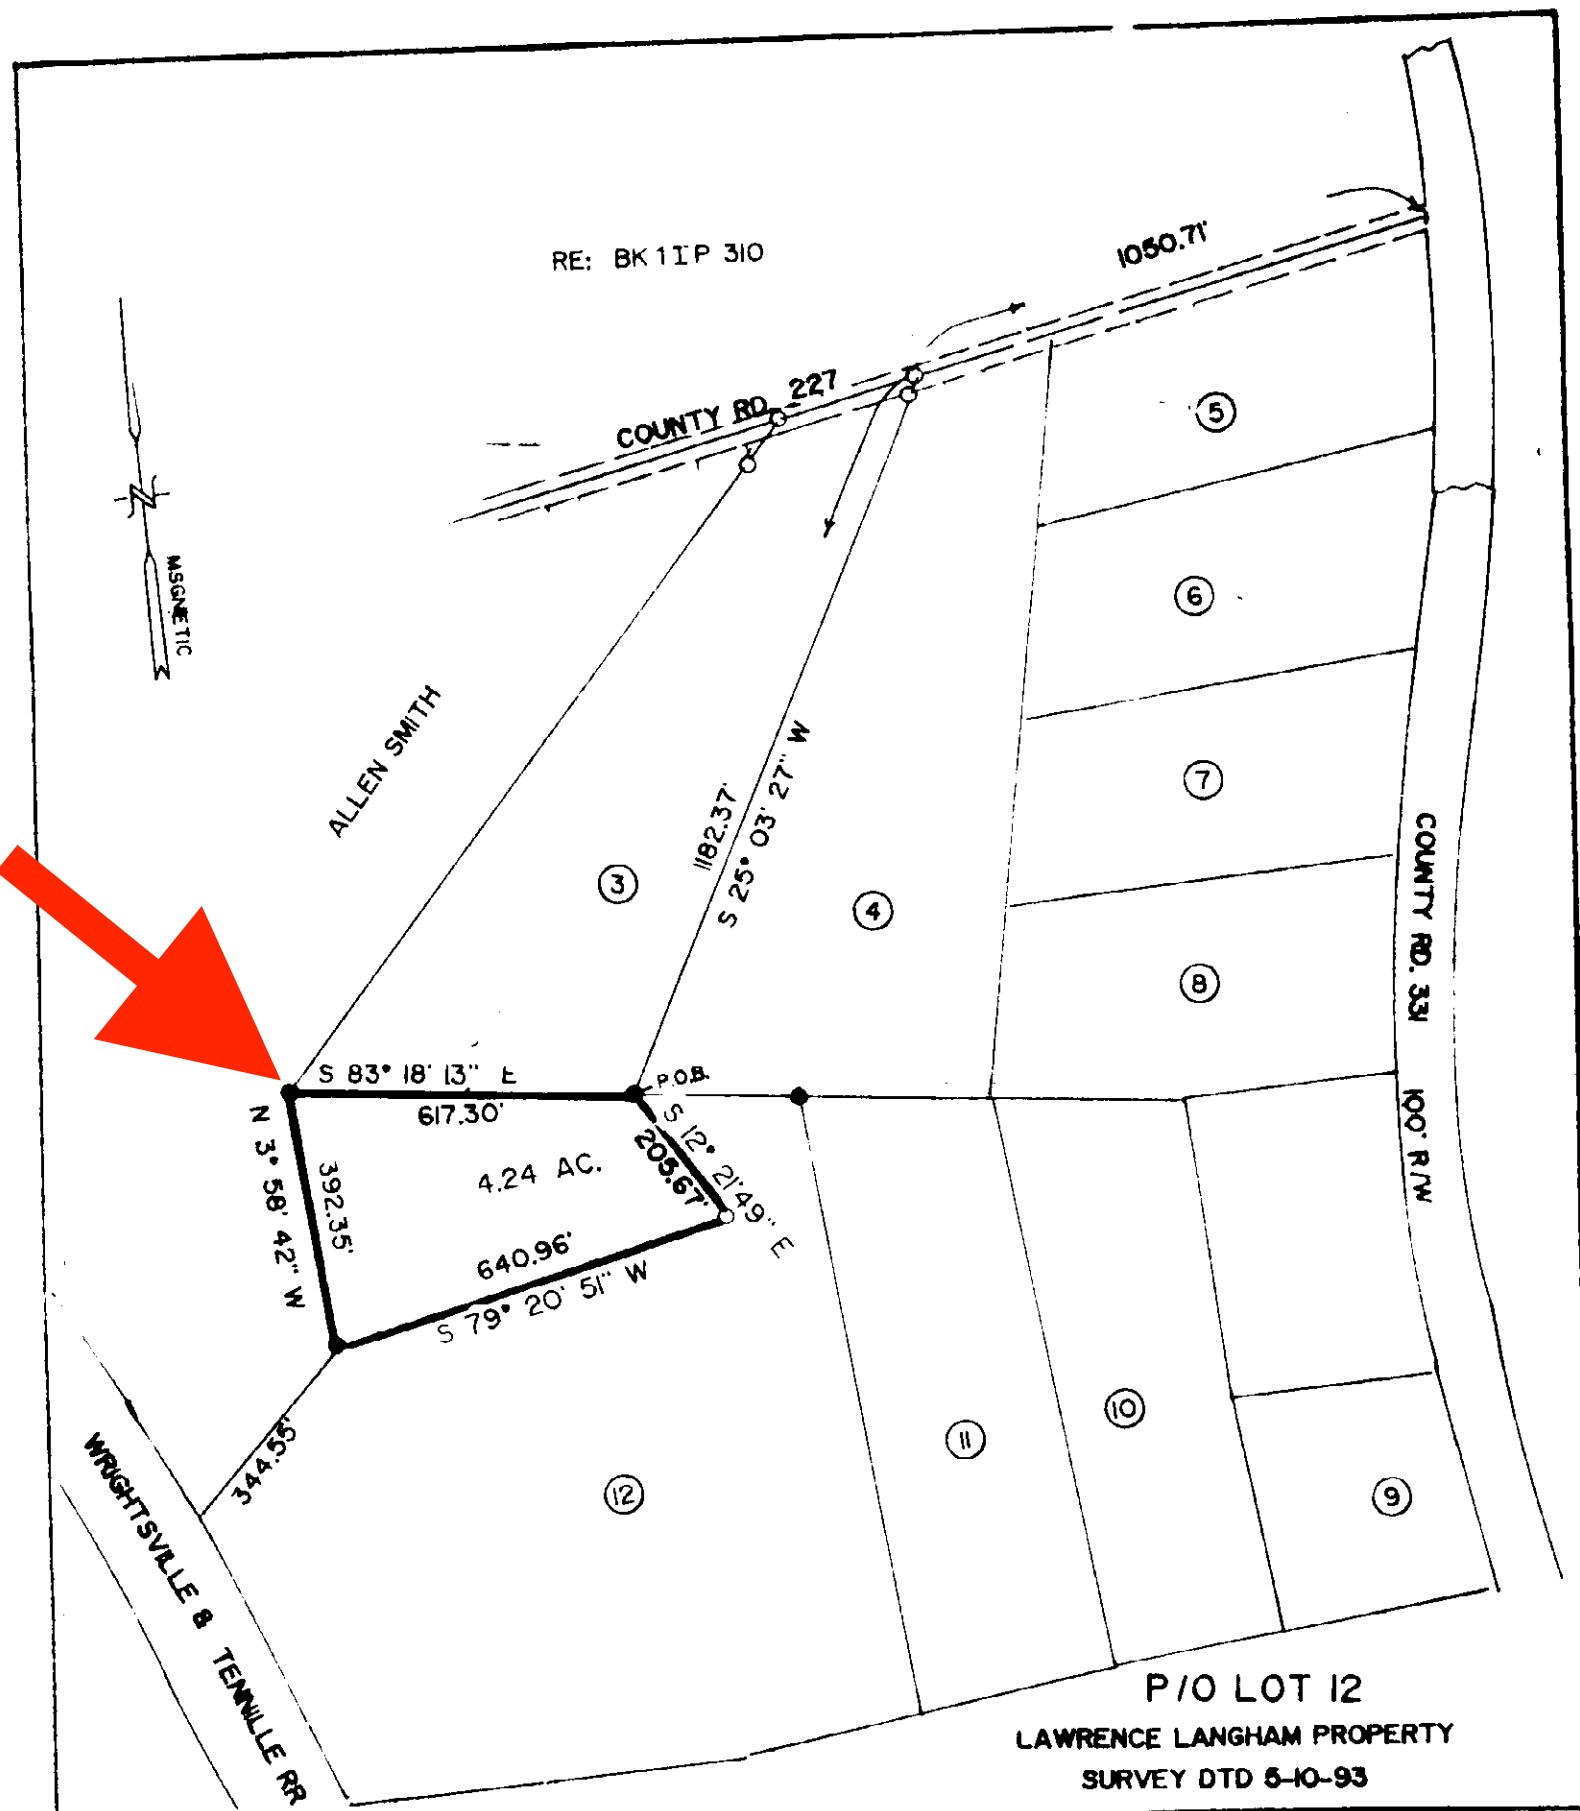 RE: BK 1 I P 310
1050.71'
COUNTY RD. 227
MSGNETIC
ALLEN SMITH
1182.37'
S 25° 03' 27" W
3
4
5
6
7
8
COUNTY RD. 331 100' R/W
S 83° 18' 13" E
617.30'
P.O.B.
N 3° 58' 42" W
392.35'
4.24 AC.
205.67'
S 12° 21' 49" E
640.96'
S 79° 20' 51" W
344.55'
WRIGHTSVILLE & TENNILLE RR
12
11
10
9
P/O LOT 12
LAWRENCE LANGHAM PROPERTY
SURVEY DTD 5-10-93